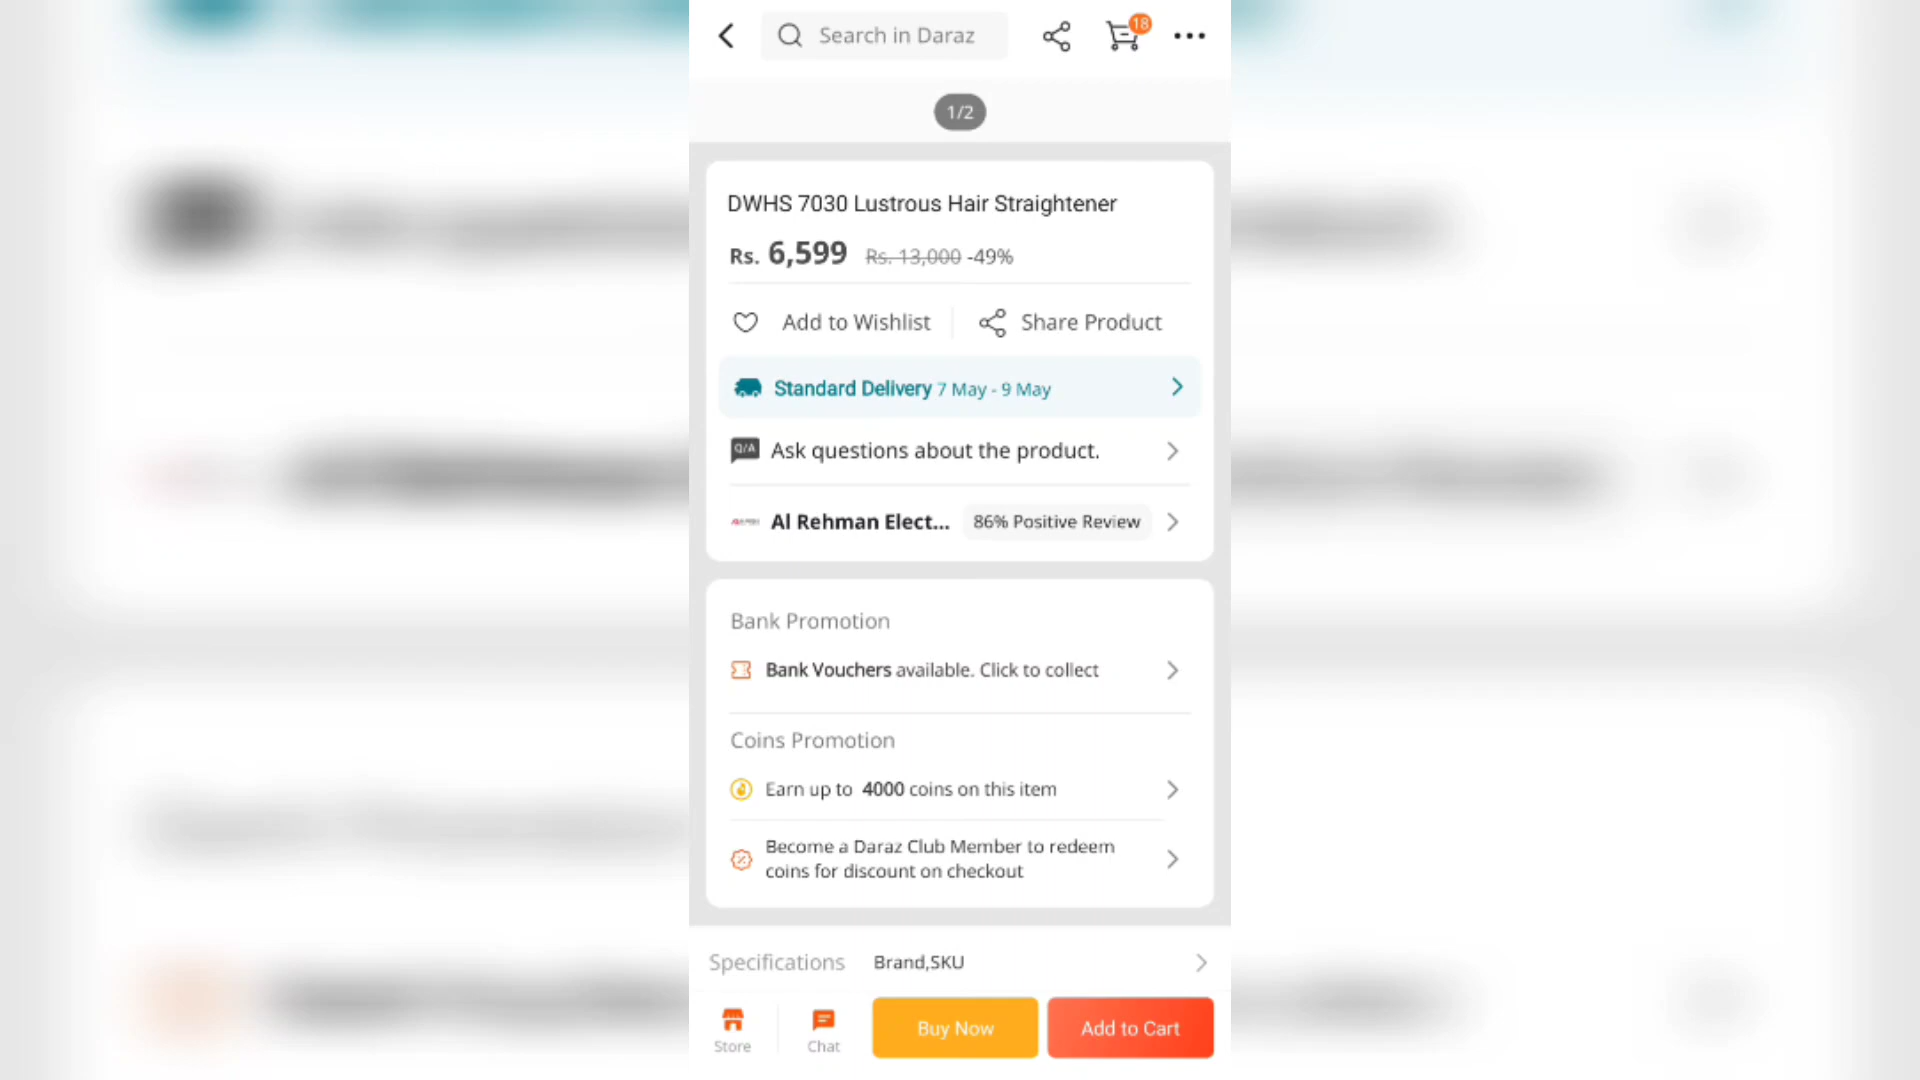 Search in Daraz
18
1/2
DWHS 7030 Lustrous Hair Straightener
Rs. 6,599 Rs. 13,000 -49%
Add to Wishlist
Share Product
Standard Delivery 7 May - 9 May
Q/A Ask questions about the product.
Al Rehman Elect... 86% Positive Review
Bank Promotion
Bank Vouchers available. Click to collect
Coins Promotion
Earn up to 4000 coins on this item
Become a Daraz Club Member to redeem
coins for discount on checkout
Specifications Brand,SKU
Store
Chat
Buy Now
Add to Cart